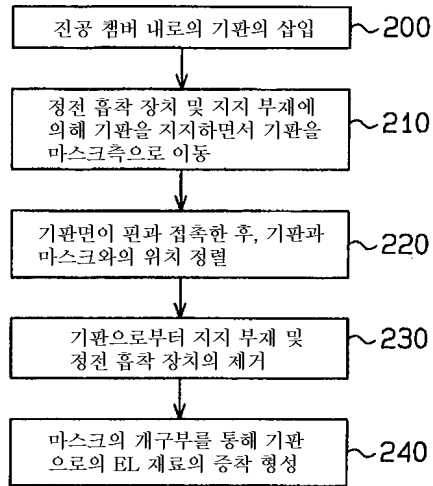 진공 챔버 내로의 기판의 삽입
200
정전 흡착 장치 및 지지 부재에
의해 기판을 지지하면서 기판을
마스크측으로 이동
210
기판면이 핀과 접촉한 후, 기판과
마스크와의 위치 정렬
220
기판으로부터 지지 부재 및
정전 흡착 장치의 제거
230
마스크의 개구부를 통해 기판
으로의 EL 재료의 증착 형성
240